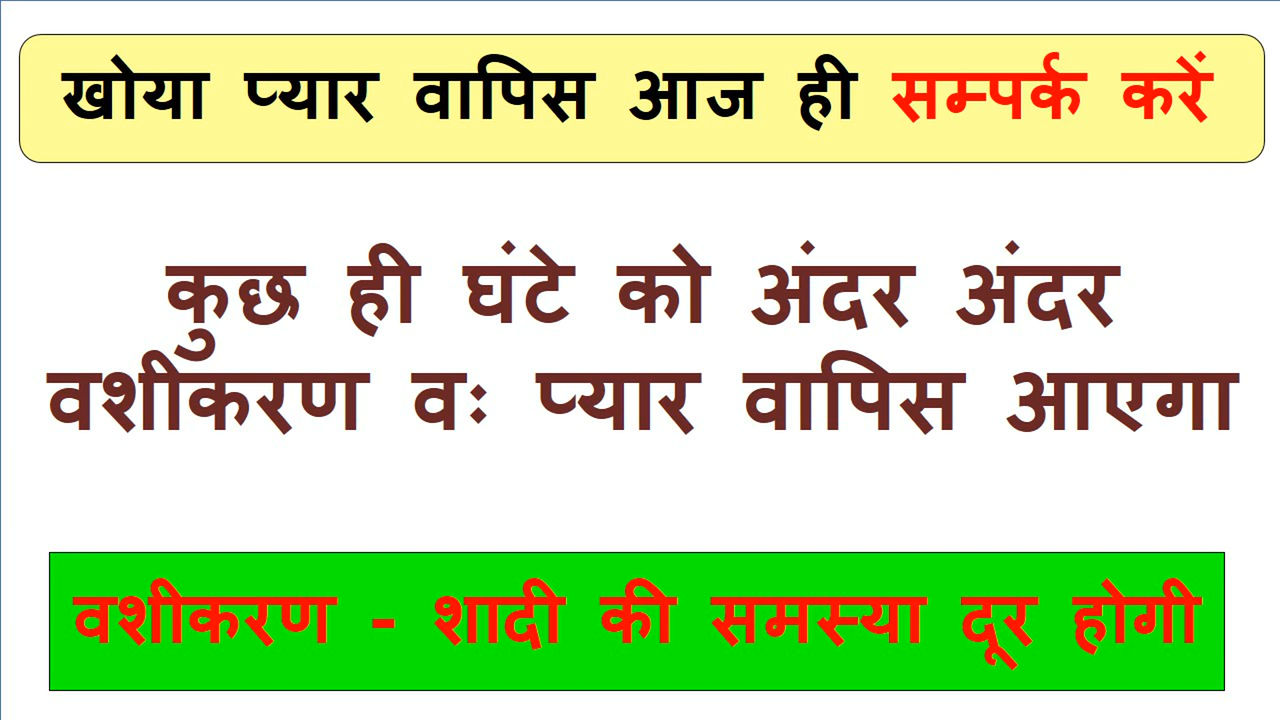 खोया प्यार वापिस आज ही सम्पर्क करें
कुछ ही घंटे को अंदर अंदर
वशीकरण वः प्यार वापिस आएगा
वशीकरण - शादी की समस्या दूर होगी